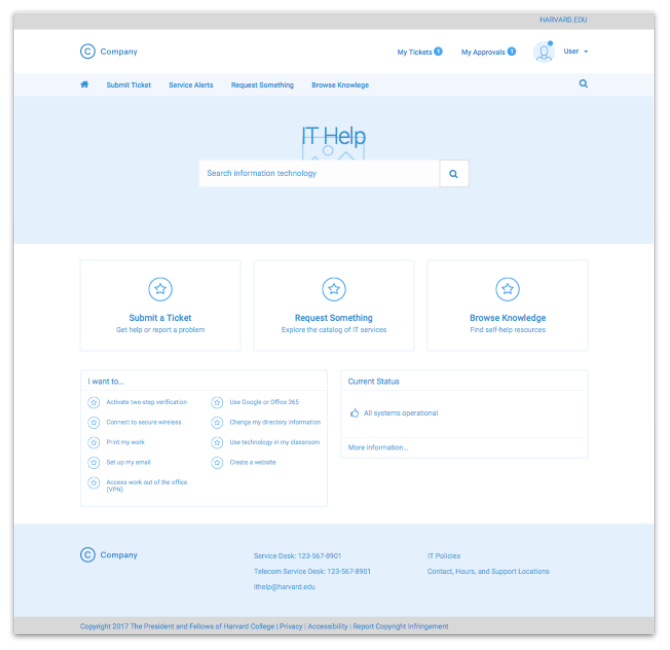 HARVARD.EDU
C Company
My Tickets 1 My Approvals 1 User
Submit Ticket Service Alerts Request Something Browse Knowlege
IT Help
Search information technology
Submit a Ticket
Get help or report a problem
Request Something
Explore the catalog of IT services
Browse Knowledge
Find self-help resources
I want to...
Activate two-step verification
Connect to secure wireless
Print my work
Set up my email
Access work out of the office
(VPN)
Use Google or Office 365
Change my directory information
Use technology in my classroom
Create a website
Current Status
All systems operational
More information...
C Company
Service Desk: 123-567-8901
Telecom Service Desk: 123-567-8901
ithelp@harvard.edu
IT Policies
Contact, Hours, and Support Locations
Copyright 2017 The President and Fellows of Harvard College | Privacy | Accessibility | Report Copyright Infringement